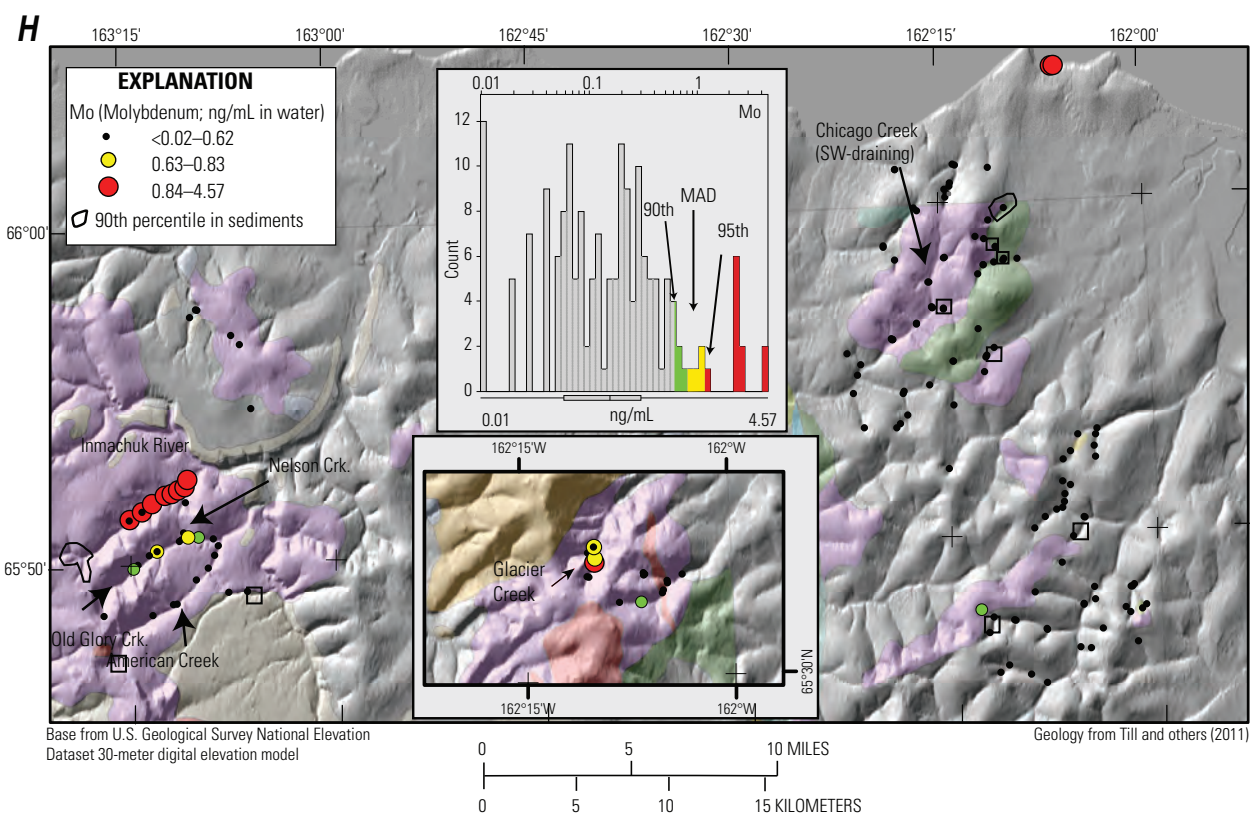 H
163°15' 163°00' 162°45' 162°30' 162°15' 162°00'
66°00'
65°50'
EXPLANATION
Mo (Molybdenum; ng/mL in water)
<0.02–0.62
0.63–0.83
0.84–4.57
90th percentile in sediments
0.01 0.1 1
Mo
12
10
8
6
4
2
0
Count
90th
MAD
95th
ng/mL
0.01 4.57
Chicago Creek
(SW-draining)
Inmachuk River
Nelson Crk.
Old Glory Crk.
American Creek
162°15'W 162°W
Glacier
Creek
65°30'N
162°15'W 162°W
Base from U.S. Geological Survey National Elevation
Dataset 30-meter digital elevation model
Geology from Till and others (2011)
0 5 10 MILES
0 5 10 15 KILOMETERS